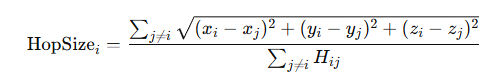 HopSize_i = \frac{\sum_{j \neq i} \sqrt{(x_i - x_j)^2 + (y_i - y_j)^2 + (z_i - z_j)^2}}{\sum_{j \neq i} H_{ij}}